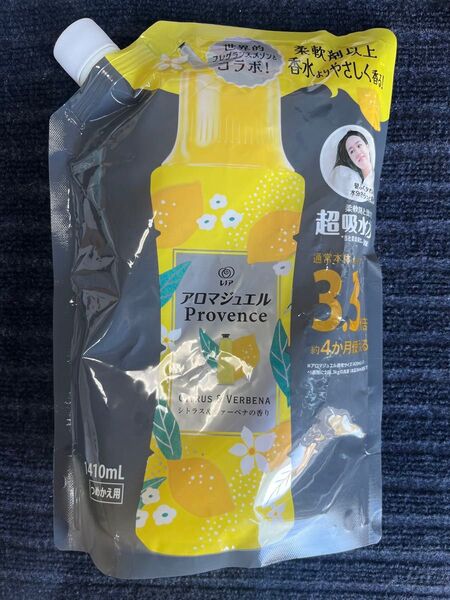 世界的
フレグランスメゾンと
コラボ!
柔軟剤以上
香水よりやさしく香る!
超吸水
通常本体
3.3倍
約4か月使える
レノア
アロマジュエル
Provence
CITRUS & VERBENA
シトラス&ヴァーベナの香り
1410mL
つめかえ用